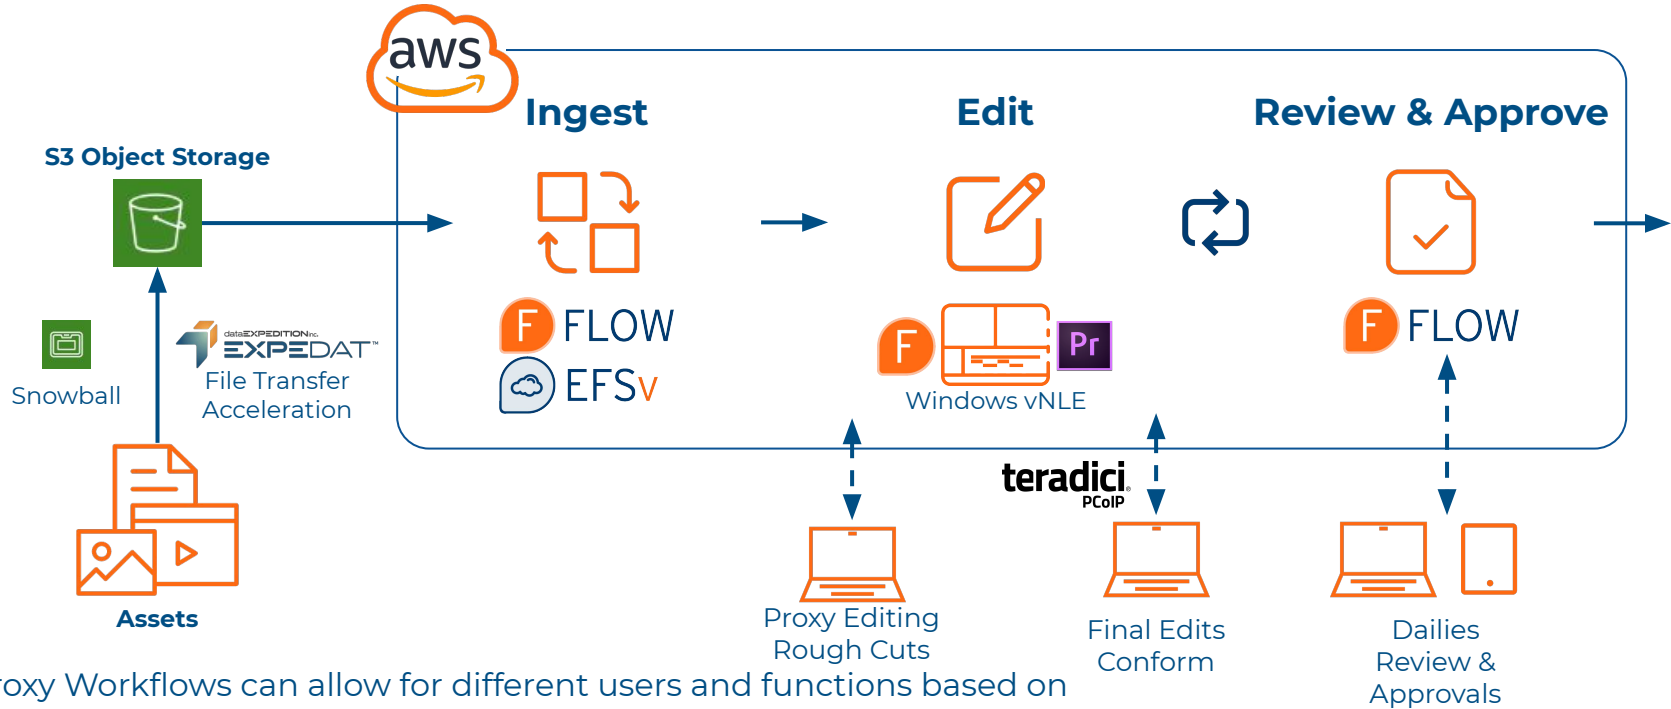 aws
Ingest
Edit
Review & Approve
S3 Object Storage
F FLOW
EFSv
F
Pr
Windows vNLE
F FLOW
Snowball
dataEXPEDITION inc.
EXPEDAT™
File Transfer
Acceleration
teradici®
PCoIP
Assets
Proxy Editing
Rough Cuts
Final Edits
Conform
Dailies
Review &
Approvals
roxy Workflows can allow for different users and functions based on